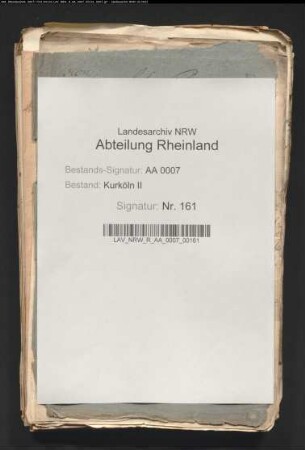 Landesarchiv NRW
Abteilung Rheinland
Bestands-Signatur: AA 0007
Bestand: Kurköln II
Signatur: Nr. 161
LAV_NRW_R_AA_0007_00161